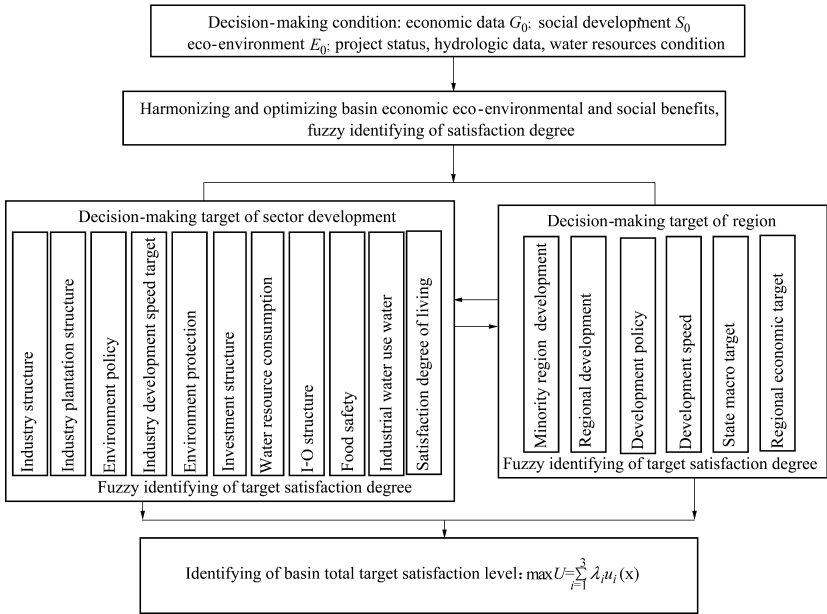 Decision-making condition: economic data G₀; social development S₀
eco-environment E₀; project status, hydrologic data, water resources condition
Harmonizing and optimizing basin economic eco-environmental and social benefits,
fuzzy identifying of satisfaction degree
Decision-making target of sector development
Industry structure
Industry plantation structure
Environment policy
Industry development speed target
Environment protection
Investment structure
Water resource consumption
I-O structure
Food safety
Industrial water use water
Satisfaction degree of living
Fuzzy identifying of target satisfaction degree
Decision-making target of region
Minority region development
Regional development
Development policy
Development speed
State macro target
Regional economic target
Fuzzy identifying of target satisfaction degree
Identifying of basin total target satisfaction level: maxU=∑³ᵢ₌₁ λᵢuᵢ(x)